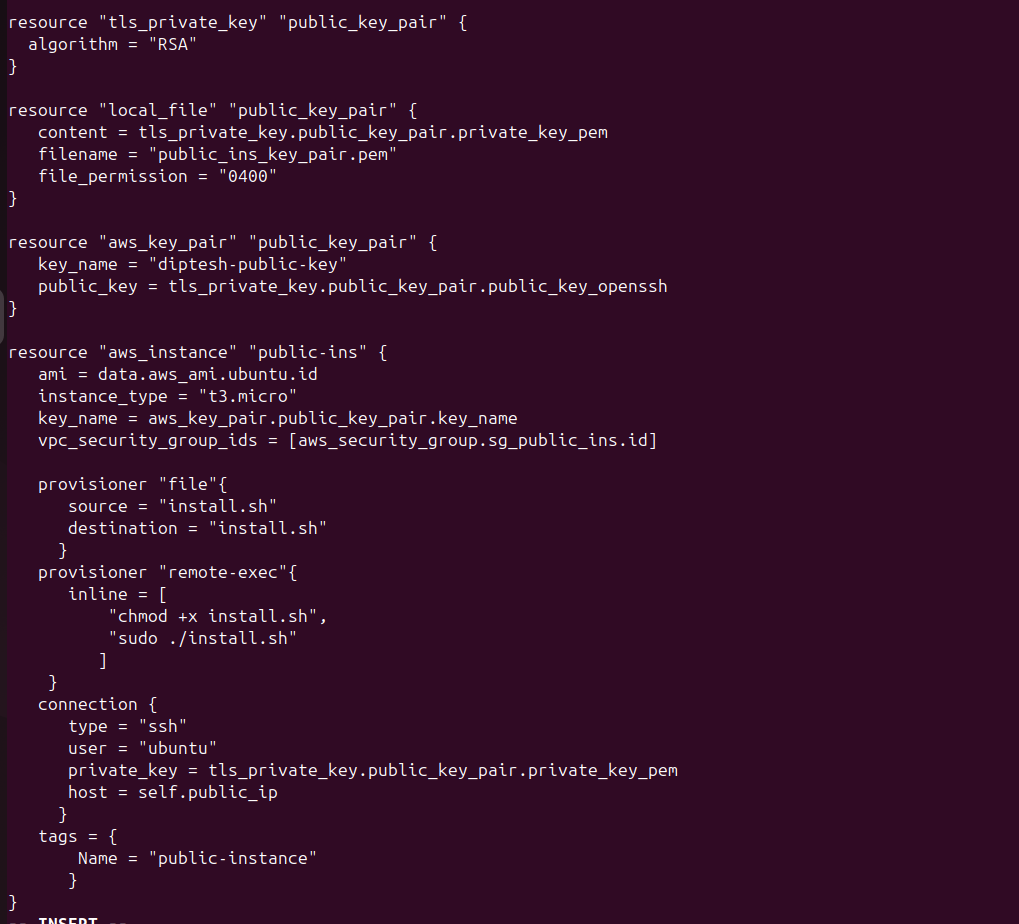 resource "tls_private_key" "public_key_pair" {
  algorithm = "RSA"
}

resource "local_file" "public_key_pair" {
   content = tls_private_key.public_key_pair.private_key_pem
   filename = "public_ins_key_pair.pem"
   file_permission = "0400"
}

resource "aws_key_pair" "public_key_pair" {
   key_name = "diptesh-public-key"
   public_key = tls_private_key.public_key_pair.public_key_openssh
}

resource "aws_instance" "public-ins" {
   ami = data.aws_ami.ubuntu.id
   instance_type = "t3.micro"
   key_name = aws_key_pair.public_key_pair.key_name
   vpc_security_group_ids = [aws_security_group.sg_public_ins.id]

   provisioner "file"{
      source = "install.sh"
      destination = "install.sh"
     }
   provisioner "remote-exec"{
      inline = [
          "chmod +x install.sh",
          "sudo ./install.sh"
         ]
    }
   connection {
      type = "ssh"
      user = "ubuntu"
      private_key = tls_private_key.public_key_pair.private_key_pem
      host = self.public_ip
     }
   tags = {
       Name = "public-instance"
      }
}
-- INSERT --